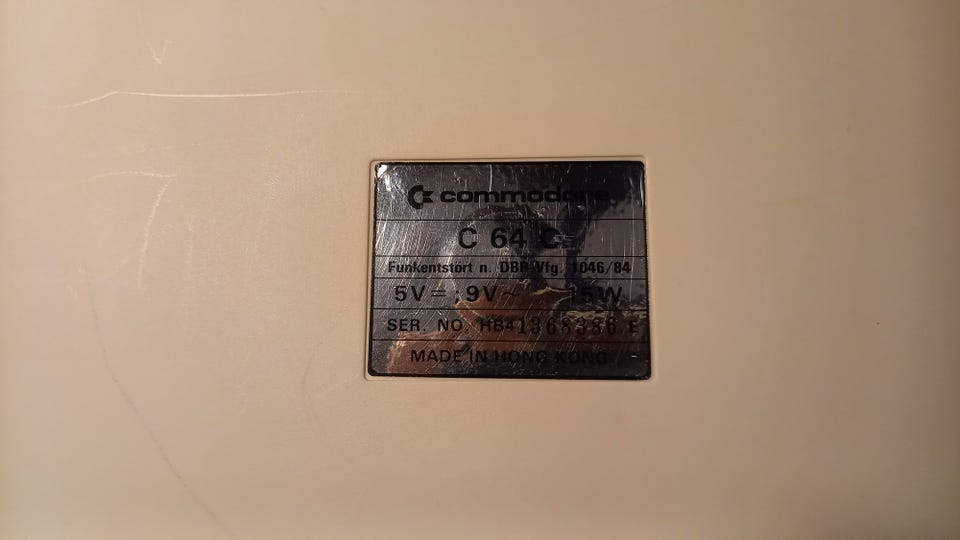 commodore
C 64 C
Funkentstört n. DBP Vfg. 1046/84
5V ⎓ ; 9V ~ 15W
SER. NO. HB41368386 E
MADE IN HONG KONG